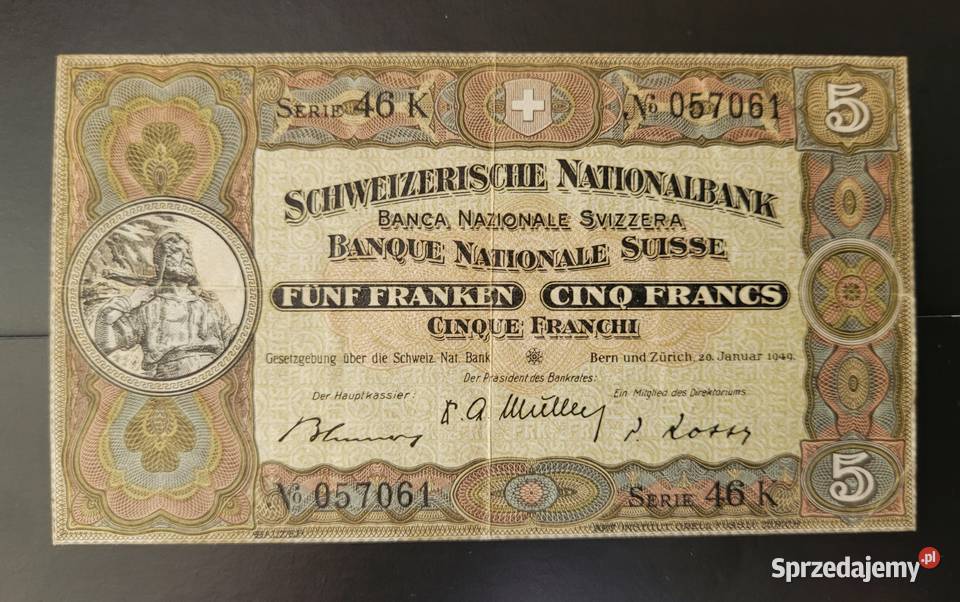 SERIE 46 K
No 057061
5
SCHWEIZERISCHE NATIONALBANK
BANCA NAZIONALE SVIZZERA
BANQUE NATIONALE SUISSE
FÜNF FRANKEN CINQ FRANCS
CINQUE FRANCHI
Gesetzgebung über die Schweiz. Nat. Bank
Bern und Zürich, 20. Januar 1949.
Der Präsident des Bankrates:
Der Hauptkassier:
Ein Mitglied des Direktoriums
No 057061
SERIE 46 K
5
BALZER
Sprzedajemy.pl